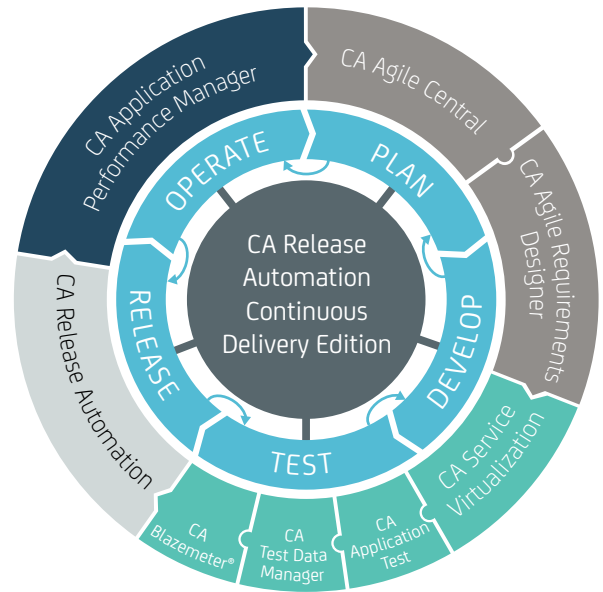 CA Application
Performance Manager
CA Agile Central
CA Agile Requirements
Designer
CA Service
Virtualization
CA
Application
Test
CA
Test Data
Manager
CA
Blazemeter®
CA Release Automation
OPERATE
PLAN
DEVELOP
TEST
RELEASE
CA Release
Automation
Continuous
Delivery Edition